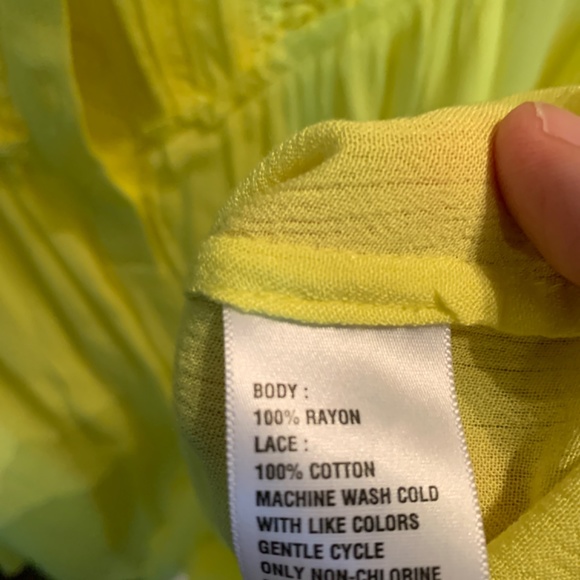 BODY :
100% RAYON
LACE :
100% COTTON
MACHINE WASH COLD
WITH LIKE COLORS
GENTLE CYCLE
ONLY NON-CHLORINE